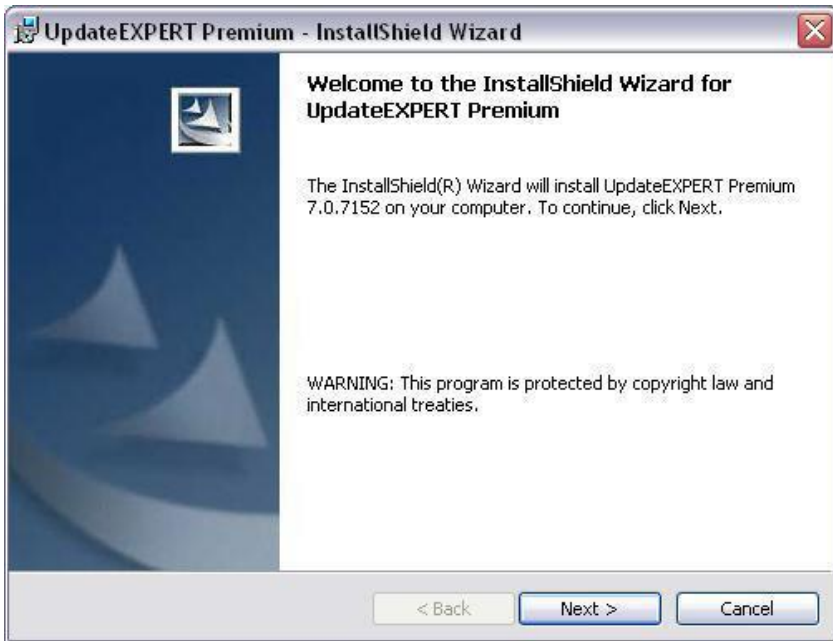 UpdateEXPERT Premium - InstallShield Wizard
Welcome to the InstallShield Wizard for
UpdateEXPERT Premium
The InstallShield(R) Wizard will install UpdateEXPERT Premium
7.0.7152 on your computer. To continue, click Next.
WARNING: This program is protected by copyright law and
international treaties.
< Back
Next >
Cancel